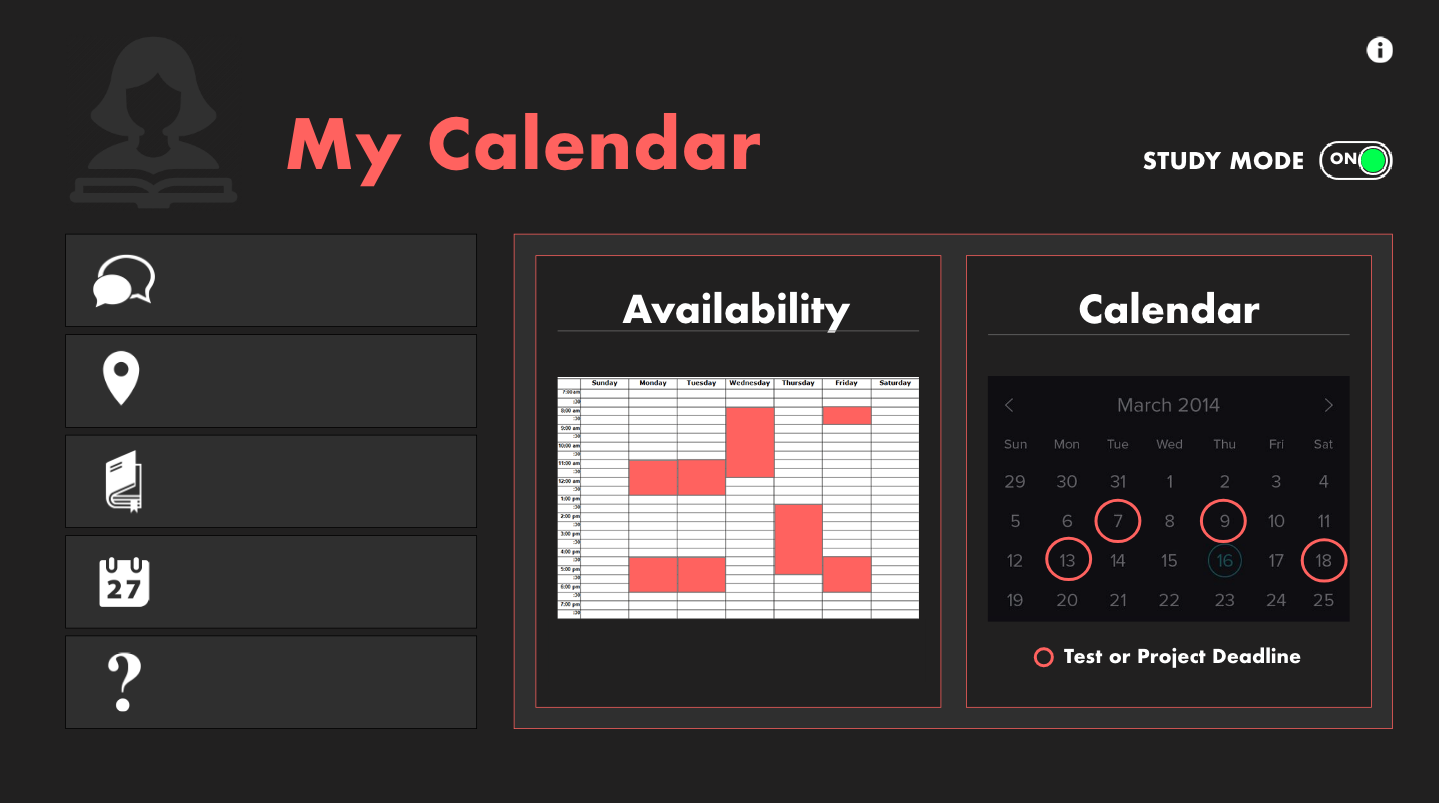 My Calendar
STUDY MODE ON
27
Availability
Sunday Monday Tuesday Wednesday Thursday Friday Saturday
7:00 am
:30
8:00 am
:30
9:00 am
:30
10:00 am
:30
11:00 am
:30
12:00 am
:30
1:00 pm
:30
2:00 pm
:30
3:00 pm
:30
4:00 pm
:30
5:00 pm
:30
6:00 pm
:30
7:00 pm
:30
Calendar
March 2014
Sun Mon Tue Wed Thu Fri Sat
29 30 31 1 2 3 4
5 6 7 8 9 10 11
12 13 14 15 16 17 18
19 20 21 22 23 24 25
Test or Project Deadline
?